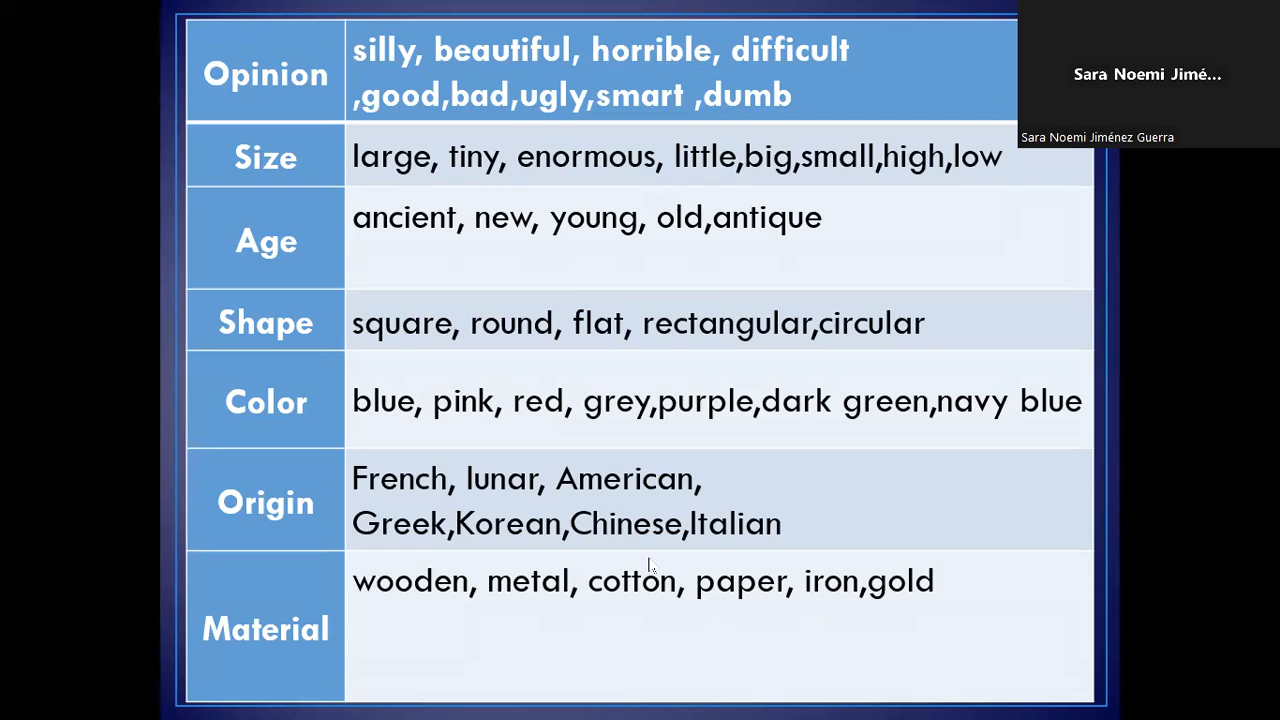 Opinion
silly, beautiful, horrible, difficult
,good,bad,ugly,smart ,dumb
Sara Noemi Jimé...
Sara Noemi Jiménez Guerra
Size
large, tiny, enormous, little,big,small,high,low
Age
ancient, new, young, old,antique
Shape
square, round, flat, rectangular,circular
Color
blue, pink, red, grey,purple,dark green,navy blue
Origin
French, lunar, American,
Greek,Korean,Chinese,Italian
Material
wooden, metal, cotton, paper, iron,gold